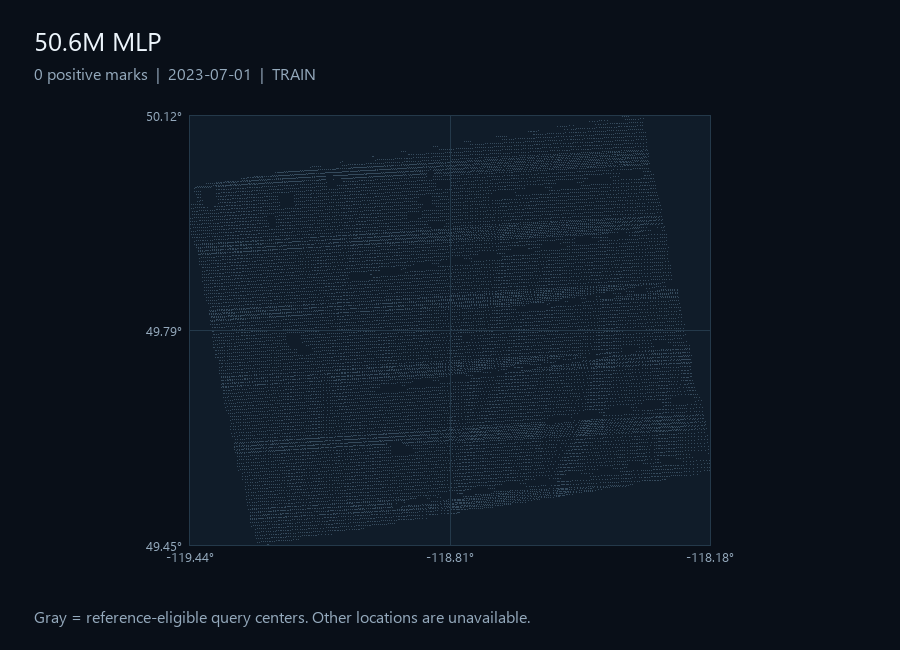 50.6M MLP
0 positive marks | 2023-07-01 | TRAIN
50.12°
49.79°
49.45°
-119.44° -118.81° -118.18°
Gray = reference-eligible query centers. Other locations are unavailable.